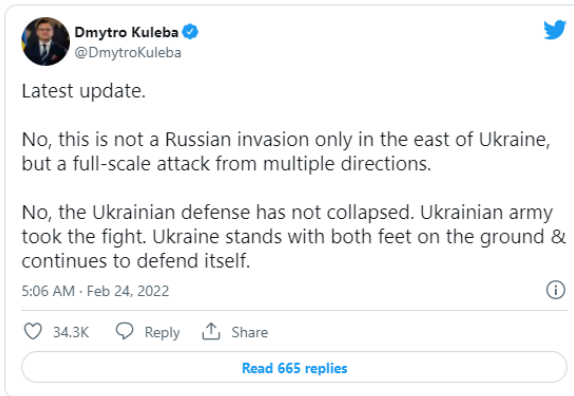 Dmytro Kuleba
@DmytroKuleba
Latest update.
No, this is not a Russian invasion only in the east of Ukraine,
but a full-scale attack from multiple directions.
No, the Ukrainian defense has not collapsed. Ukrainian army
took the fight. Ukraine stands with both feet on the ground &
continues to defend itself.
5:06 AM · Feb 24, 2022
34.3K Reply Share
Read 665 replies